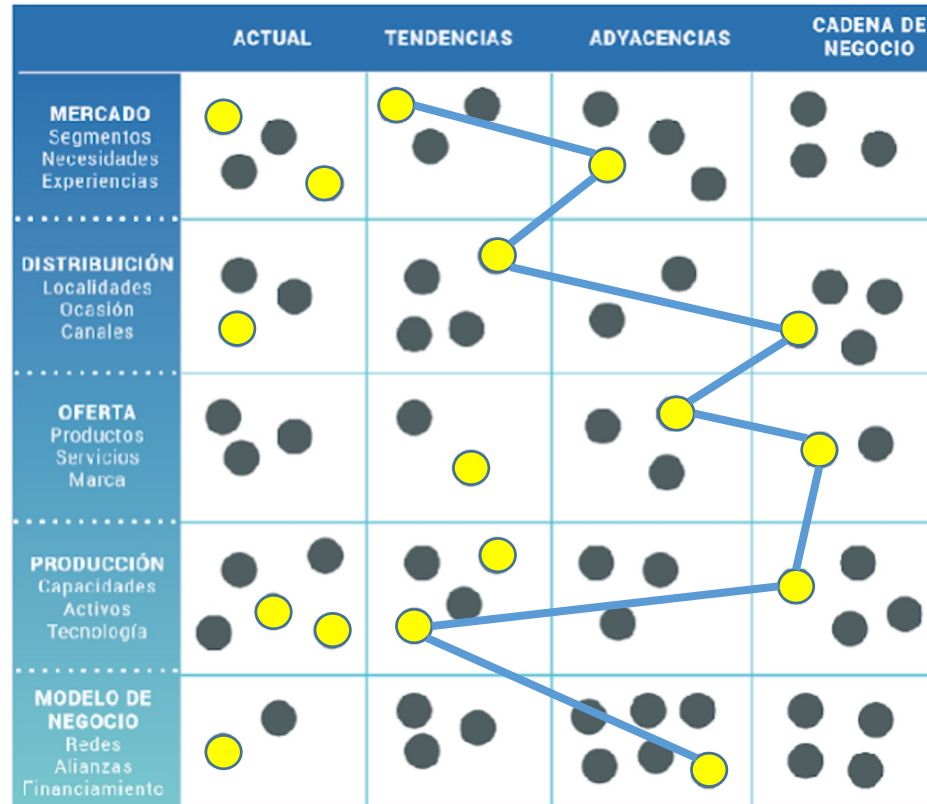 ACTUAL
TENDENCIAS
ADYACENCIAS
CADENA DE
NEGOCIO
MERCADO
Segmentos
Necesidades
Experiencias
DISTRIBUICIÓN
Localidades
Ocasión
Canales
OFERTA
Productos
Servicios
Marca
PRODUCCIÓN
Capacidades
Activos
Tecnología
MODELO DE
NEGOCIO
Redes
Alianzas
Financiamiento